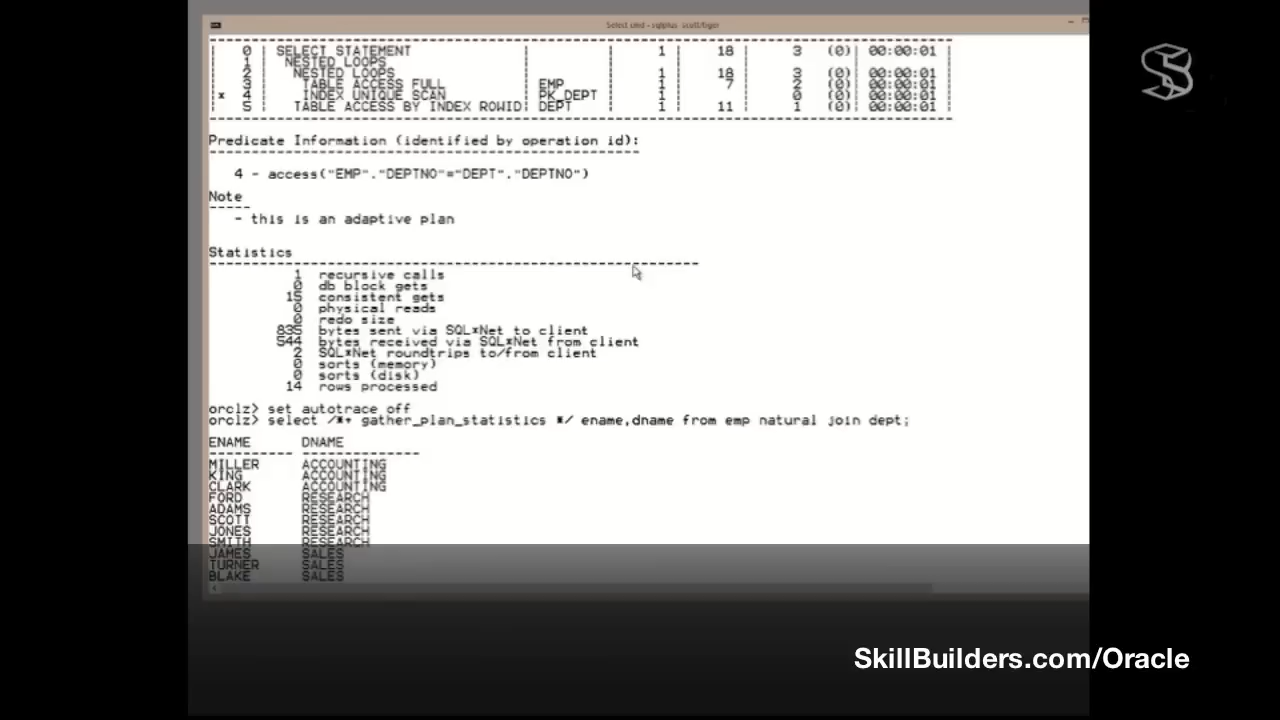 Select cmd - sqlplus scott/tiger
| 0 | SELECT STATEMENT | | 1 | 18 | 3 (0)| 00:00:01 |
| 1 | NESTED LOOPS | | | | | |
| 2 | NESTED LOOPS | | 1 | 18 | 3 (0)| 00:00:01 |
| 3 | TABLE ACCESS FULL | EMP | 1 | 7 | 2 (0)| 00:00:01 |
|* 4 | INDEX UNIQUE SCAN | PK_DEPT | 1 | | 0 (0)| 00:00:01 |
| 5 | TABLE ACCESS BY INDEX ROWID| DEPT | 1 | 11 | 1 (0)| 00:00:01 |
Predicate Information (identified by operation id):
4 - access("EMP"."DEPTNO"="DEPT"."DEPTNO")
Note
- this is an adaptive plan
Statistics
1 recursive calls
0 db block gets
15 consistent gets
0 physical reads
0 redo size
835 bytes sent via SQL*Net to client
544 bytes received via SQL*Net from client
2 SQL*Net roundtrips to/from client
0 sorts (memory)
0 sorts (disk)
14 rows processed
orclz> set autotrace off
orclz> select /*+ gather_plan_statistics */ ename,dname from emp natural join dept;
ENAME DNAME
MILLER ACCOUNTING
KING ACCOUNTING
CLARK ACCOUNTING
FORD RESEARCH
ADAMS RESEARCH
SCOTT RESEARCH
JONES RESEARCH
SMITH RESEARCH
JAMES SALES
TURNER SALES
BLAKE SALES
SkillBuilders.com/Oracle